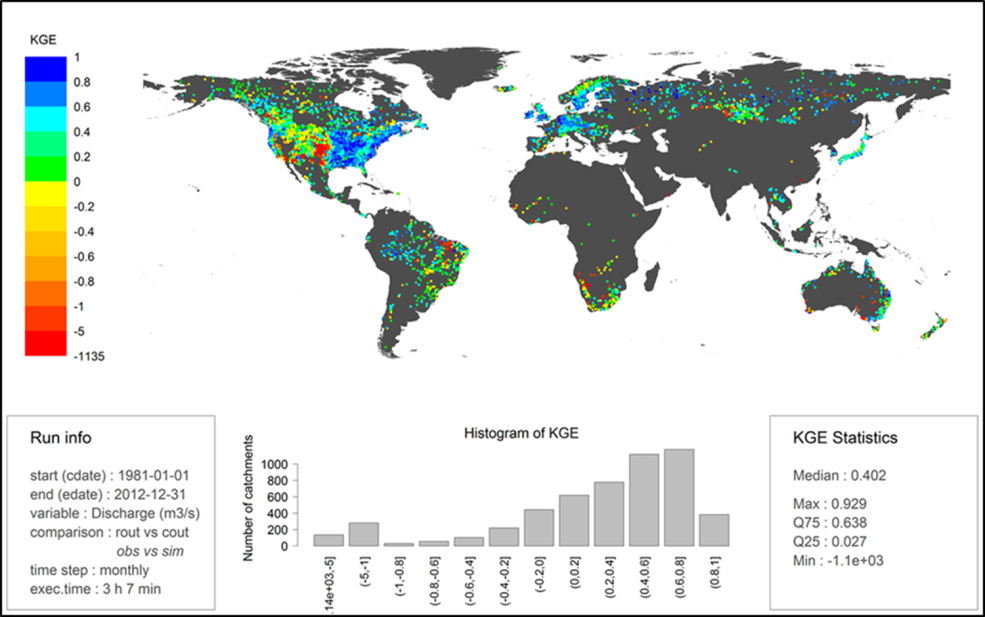 KGE
1
0.8
0.6
0.4
0.2
0
-0.2
-0.4
-0.6
-0.8
-1
-5
-1135
Run info
start (cdate) : 1981-01-01
end (edate) : 2012-12-31
variable : Discharge (m3/s)
comparison : rout vs cout
obs vs sim
time step : monthly
exec.time : 3 h 7 min
Histogram of KGE
Number of catchments
1000
800
600
400
200
0
.14e+03,-5]
(-5,-1]
(-1,-0.8]
(-0.8,-0.6]
(-0.6,-0.4]
(-0.4,-0.2]
(-0.2,0]
(0,0.2]
(0.2,0.4]
(0.4,0.6]
(0.6,0.8]
(0.8,1]
KGE Statistics
Median : 0.402
Max : 0.929
Q75 : 0.638
Q25 : 0.027
Min : -1.1e+03